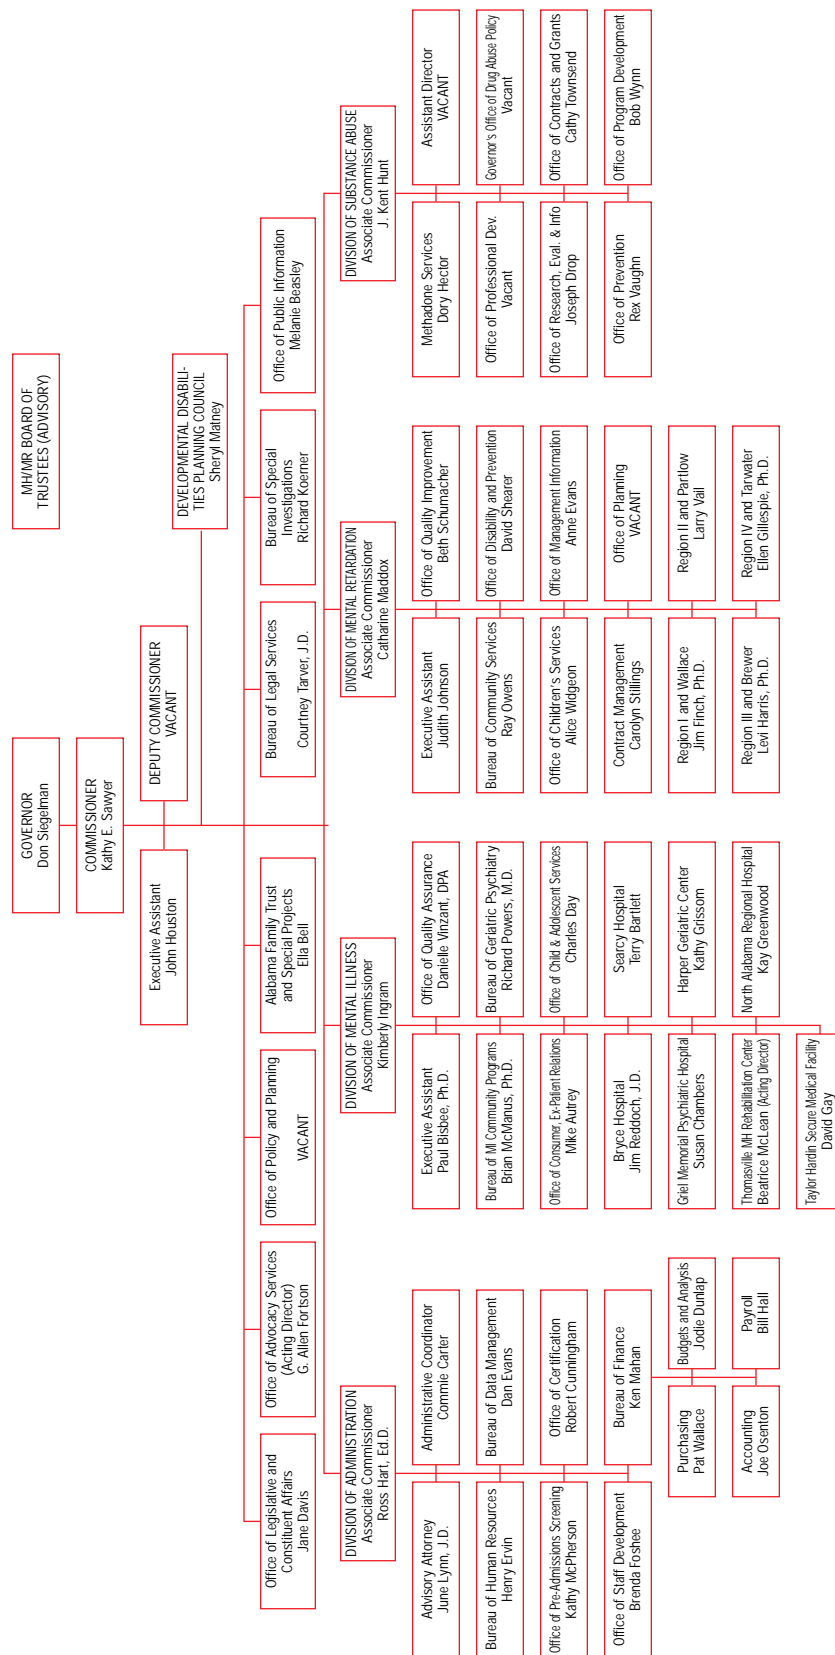 MH/MR BOARD OF
TRUSTEES (ADVISORY)
GOVERNOR
Don Siegelman
COMMISSIONER
Kathy E. Sawyer
Executive Assistant
John Houston
DEPUTY COMMISSIONER
VACANT
DEVELOPMENTAL DISABILI-
TIES PLANNING COUNCIL
Sheryl Matney
Office of Legislative and
Constituent Affairs
Jane Davis
Office of Advocacy Services
(Acting Director)
G. Allen Fortson
Office of Policy and Planning
VACANT
Alabama Family Trust
and Special Projects
Ella Bell
Bureau of Legal Services
Courtney Tarver, J.D.
Bureau of Special
Investigations
Richard Koerner
Office of Public Information
Melanie Beasley
DIVISION OF ADMINISTRATION
Associate Commissioner
Ross Hart, Ed.D.
Advisory Attorney
June Lynn, J.D.
Administrative Coordinator
Commie Carter
Bureau of Human Resources
Henry Ervin
Bureau of Data Management
Dan Evans
Office of Pre-Admissions Screening
Kathy McPherson
Office of Certification
Robert Cunningham
Office of Staff Development
Brenda Foshee
Bureau of Finance
Ken Mahan
Purchasing
Pat Wallace
Budgets and Analysis
Jodie Dunlap
Accounting
Joe Osenton
Payroll
Bill Hall
DIVISION OF MENTAL ILLNESS
Associate Commissioner
Kimberly Ingram
Executive Assistant
Paul Bisbee, Ph.D.
Office of Quality Assurance
Danielle Vinzant, DPA
Bureau of MI Community Programs
Brian McManus, Ph.D.
Bureau of Geriatric Psychiatry
Richard Powers, M.D.
Office of Consumer, Ex-Patient Relations
Mike Autrey
Office of Child & Adolescent Services
Charles Day
Bryce Hospital
Jim Reddoch, J.D.
Searcy Hospital
Terry Bartlett
Griel Memorial Psychiatric Hospital
Susan Chambers
Harper Geriatric Center
Kathy Grissom
Thomasville MH Rehabilitation Center
Beatrice McLean (Acting Director)
North Alabama Regional Hospital
Kay Greenwood
Taylor Hardin Secure Medical Facility
David Gay
DIVISION OF MENTAL RETARDATION
Associate Commissioner
Catharine Maddox
Executive Assistant
Judith Johnson
Office of Quality Improvement
Beth Schumacher
Bureau of Community Services
Ray Owens
Office of Disability and Prevention
David Shearer
Office of Children's Services
Alice Widgeon
Office of Management Information
Anne Evans
Contract Management
Carolyn Stillings
Office of Planning
VACANT
Region I and Wallace
Jim Finch, Ph.D.
Region II and Partlow
Larry Vail
Region III and Brewer
Levi Harris, Ph.D.
Region IV and Tarwater
Ellen Gillespie, Ph.D.
DIVISION OF SUBSTANCE ABUSE
Associate Commissioner
J. Kent Hunt
Methadone Services
Dory Hector
Assistant Director
VACANT
Office of Professional Dev.
Vacant
Governor's Office of Drug Abuse Policy
Vacant
Office of Research, Eval. & Info
Joseph Drop
Office of Contracts and Grants
Cathy Townsend
Office of Prevention
Rex Vaughn
Office of Program Development
Bob Wynn